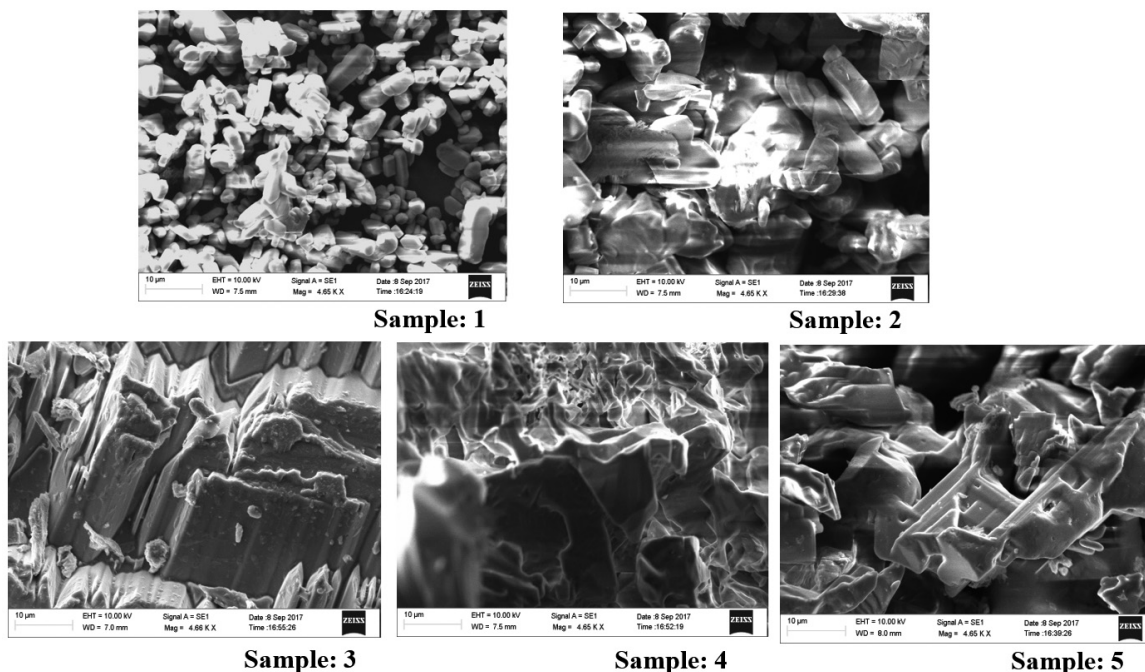 10 µm EHT = 10.00 kV Signal A = SE1 Date :8 Sep 2017 ZEISS
WD = 7.5 mm Mag = 4.65 K X Time :16:24:19
Sample: 1
10 µm EHT = 10.00 kV Signal A = SE1 Date :8 Sep 2017 ZEISS
WD = 7.5 mm Mag = 4.65 K X Time :16:29:38
Sample: 2
10 µm EHT = 10.00 kV Signal A = SE1 Date :8 Sep 2017 ZEISS
WD = 7.0 mm Mag = 4.66 K X Time :16:55:26
Sample: 3
10 µm EHT = 10.00 kV Signal A = SE1 Date :8 Sep 2017 ZEISS
WD = 7.5 mm Mag = 4.65 K X Time :16:52:19
Sample: 4
10 µm EHT = 10.00 kV Signal A = SE1 Date :8 Sep 2017 ZEISS
WD = 8.0 mm Mag = 4.65 K X Time :16:39:26
Sample: 5